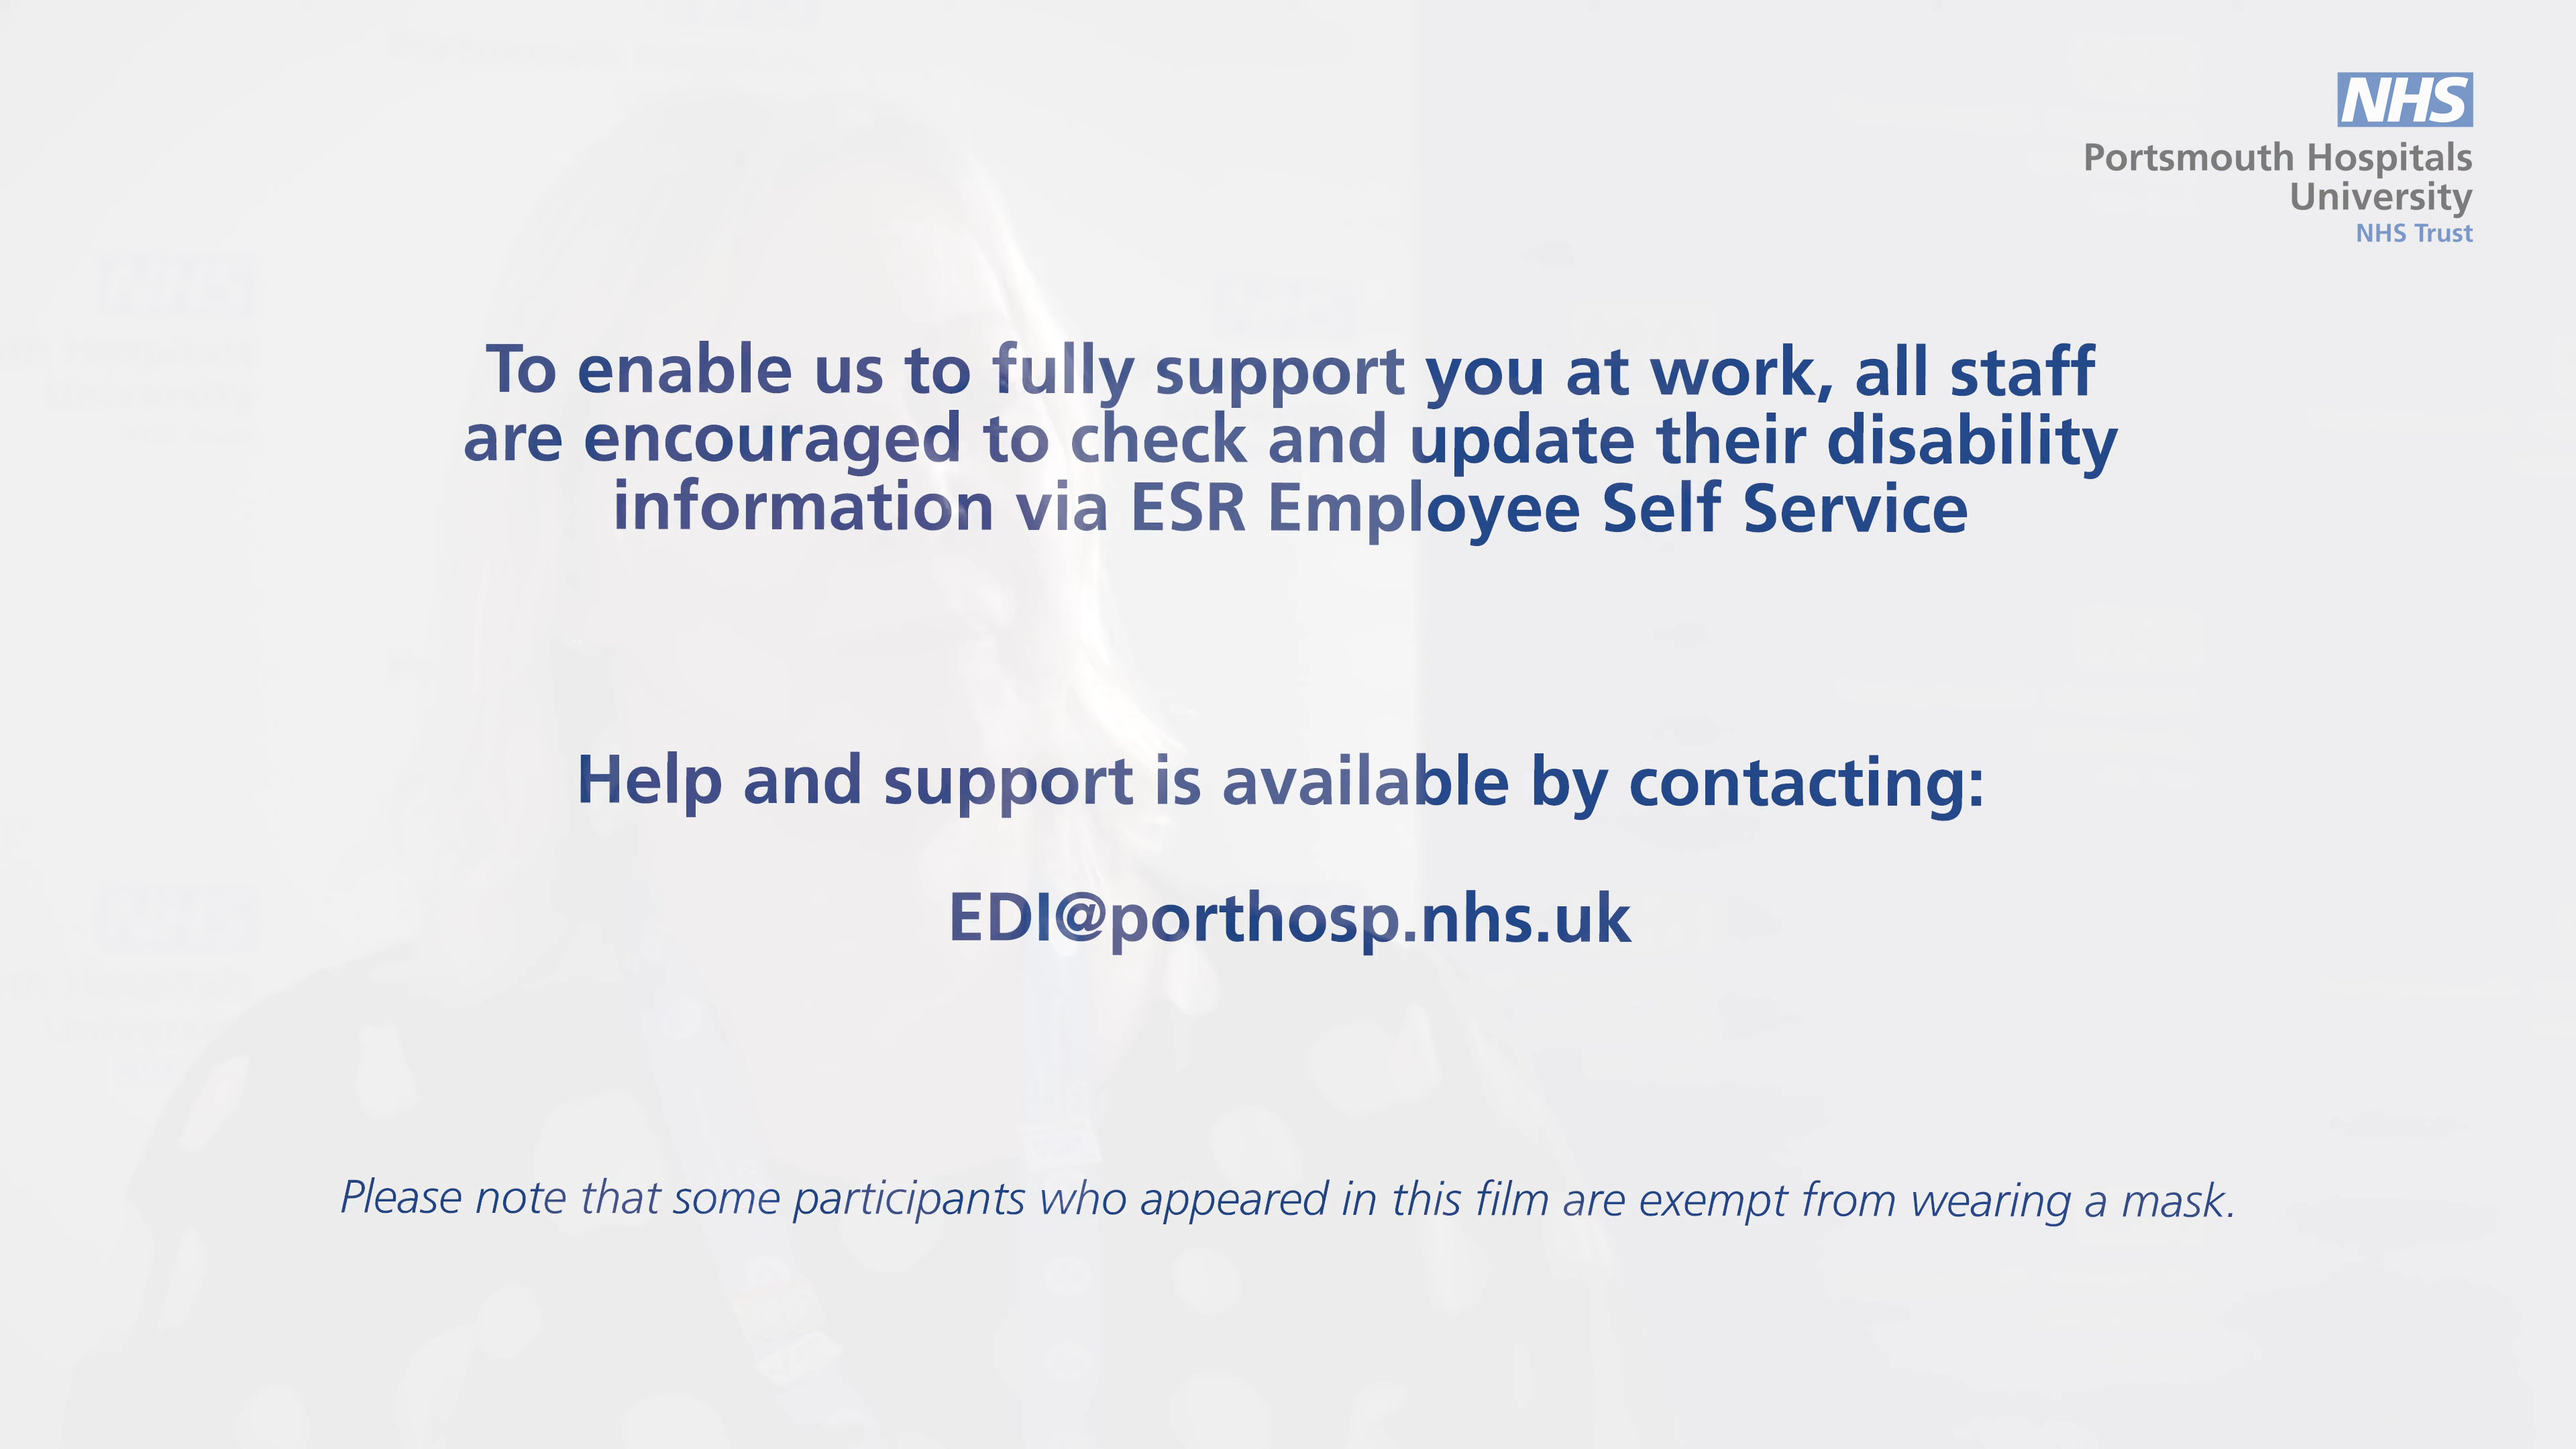 NHS
Portsmouth Hospitals
University
NHS Trust
To enable us to fully support you at work, all staff
are encouraged to check and update their disability
information via ESR Employee Self Service
Help and support is available by contacting:
EDI@porthosp.nhs.uk
Please note that some participants who appeared in this film are exempt from wearing a mask.